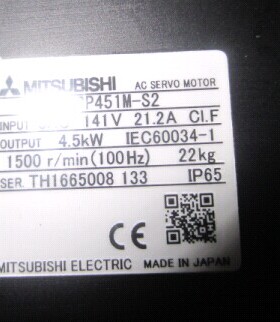 MITSUBISHI AC SERVO MOTOR
P451M-S2
INPUT 141V 21.2A Cl.F
OUTPUT 4.5kW IEC60034-1
1500 r/min(100Hz) 22kg
SER. TH1665008 133 IP65
CE
MITSUBISHI ELECTRIC MADE IN JAPAN